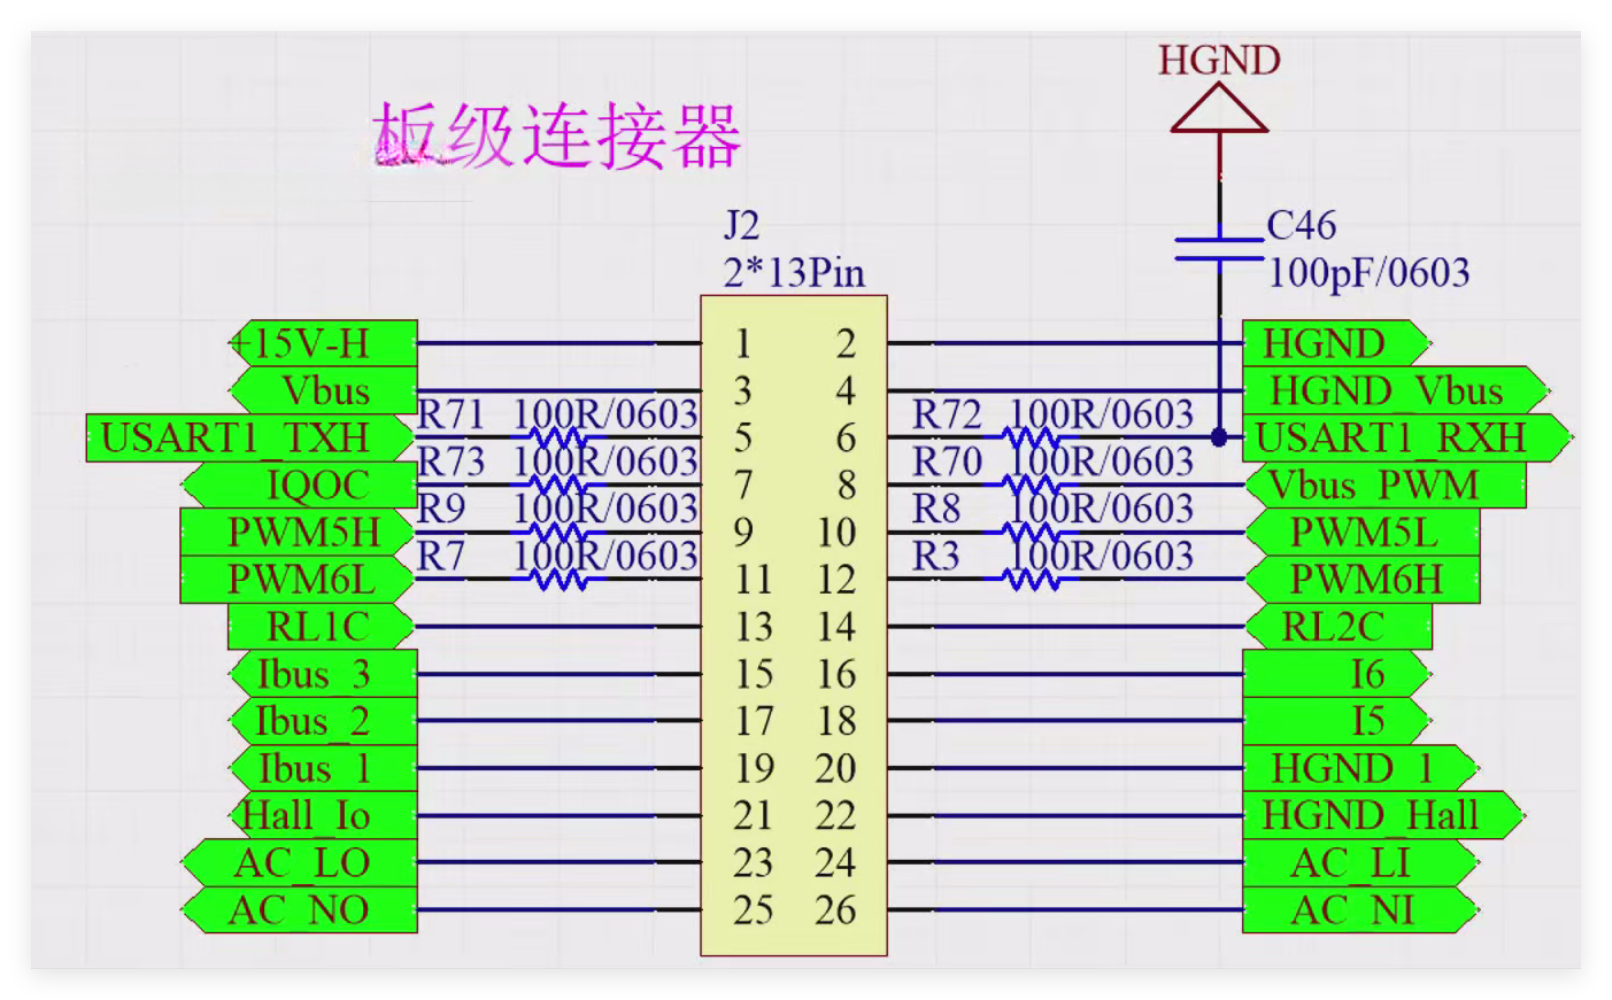 HGND
板级连接器
C46
J2
100pF/0603
2*13Pin
+15V-H 1 2 HGND
Vbus 3 4 HGND_Vbus
R71 100R/0603 R72 100R/0603
USART1_TXH 5 6 USART1_RXH
R73 100R/0603 R70 100R/0603
IQOC 7 8 Vbus_PWM
R9 100R/0603 R8 100R/0603
PWM5H 9 10 PWM5L
R7 100R/0603 R3 100R/0603
PWM6L 11 12 PWM6H
RL1C 13 14 RL2C
Ibus_3 15 16 I6
Ibus_2 17 18 I5
Ibus_1 19 20 HGND_1
Hall_Io 21 22 HGND_Hall
AC_LO 23 24 AC_LI
AC_NO 25 26 AC_NI